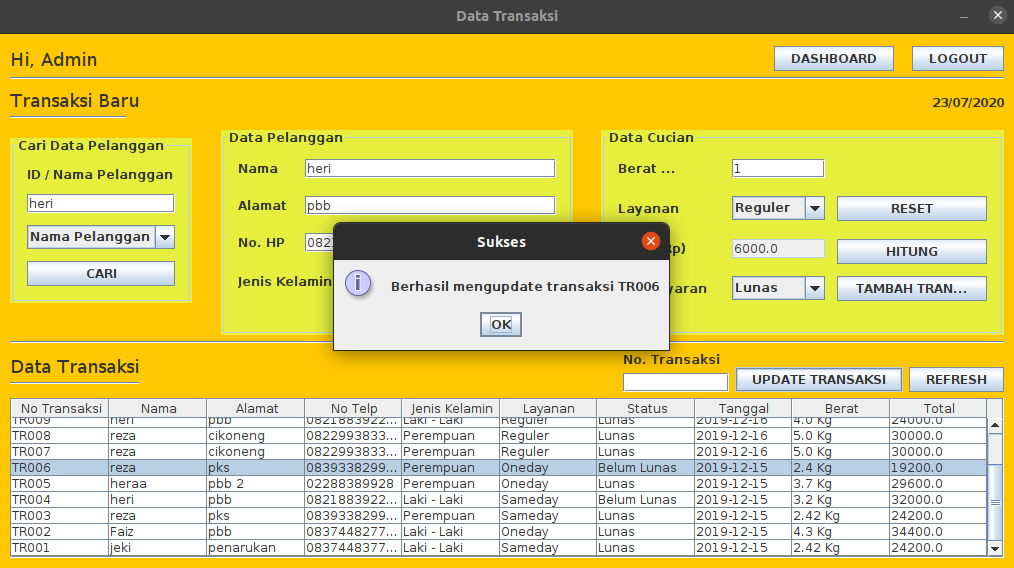 Data Transaksi
Hi, Admin
DASHBOARD
LOGOUT
Transaksi Baru
23/07/2020
Cari Data Pelanggan
ID / Nama Pelanggan
heri
Nama Pelanggan
CARI
Data Pelanggan
Nama heri
Alamat pbb
No. HP
Jenis Kelamin
Data Cucian
Berat ... 1
Layanan Reguler RESET
6000.0 HITUNG
Lunas TAMBAH TRAN...
Sukses
Berhasil mengupdate transaksi TR006
OK
Data Transaksi
No. Transaksi
UPDATE TRANSAKSI
REFRESH
No Transaksi Nama Alamat No Telp Jenis Kelamin Layanan Status Tanggal Berat Total
TR009 heri pbb 0821883922... Laki - Laki Reguler Lunas 2019-12-16 4.0 Kg 24000.0
TR008 reza cikoneng 0822993833... Perempuan Reguler Lunas 2019-12-16 5.0 Kg 30000.0
TR007 reza cikoneng 0822993833... Perempuan Reguler Lunas 2019-12-16 5.0 Kg 30000.0
TR006 reza pks 0839338299... Perempuan Oneday Belum Lunas 2019-12-15 2.4 Kg 19200.0
TR005 heraa pbb 2 02288389928 Perempuan Oneday Lunas 2019-12-15 3.7 Kg 29600.0
TR004 heri pbb 0821883922... Laki - Laki Sameday Belum Lunas 2019-12-15 3.2 Kg 32000.0
TR003 reza pks 0839338299... Perempuan Sameday Lunas 2019-12-15 2.42 Kg 24200.0
TR002 Faiz pbb 0837448277... Laki - Laki Oneday Lunas 2019-12-15 4.3 Kg 34400.0
TR001 jeki penarukan 0837448377... Laki - Laki Sameday Lunas 2019-12-15 2.42 Kg 24200.0